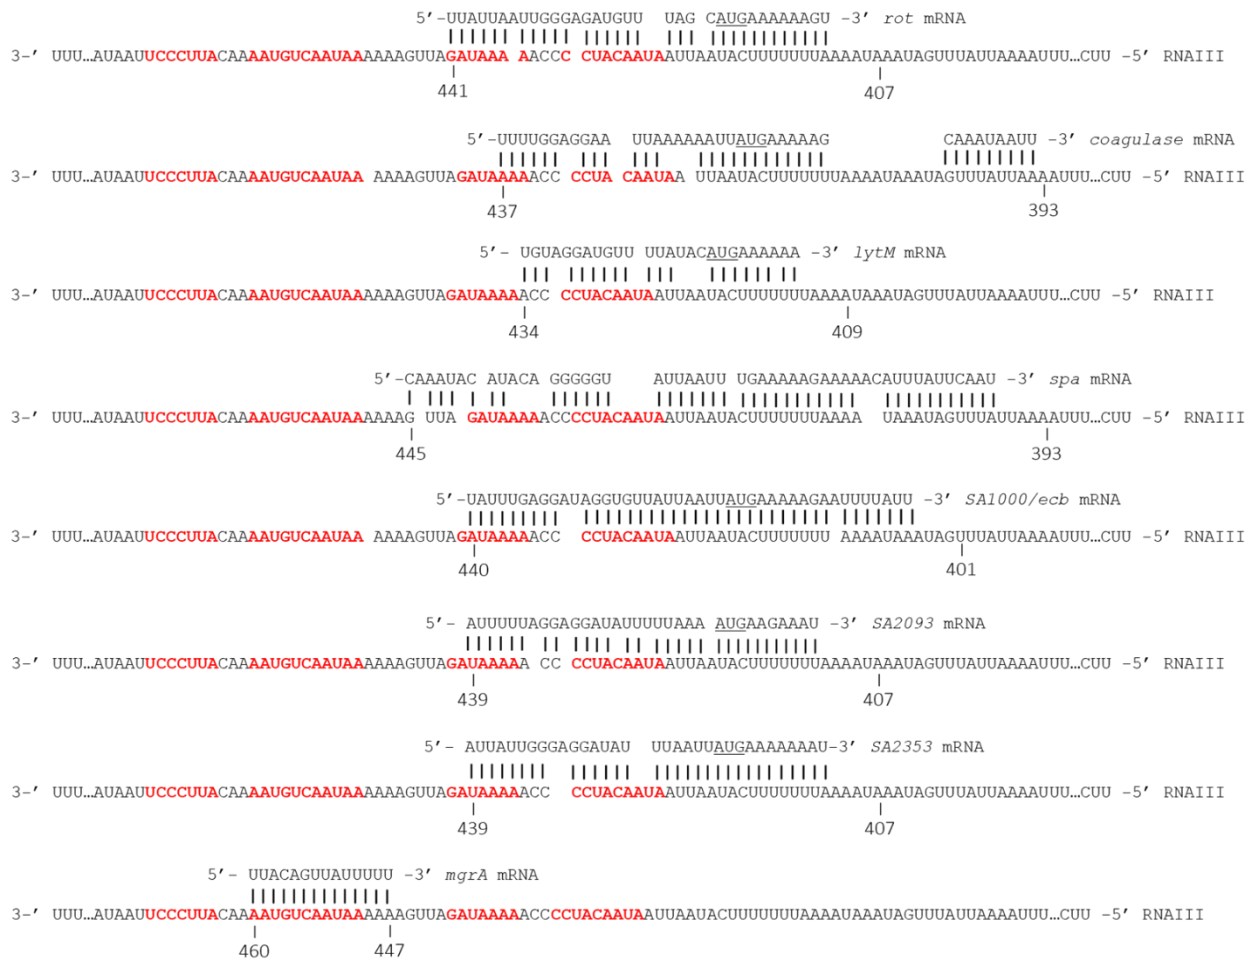 5′-UUAUUAAUUGGGAGAUGUU UAG CAUGAAAAAAGU -3′ rot mRNA
3-′ UUU…AUAAUUCCCUUACAAAAUGUCAAUAAAAAAGUUAGAUAAAA AACCC CUACAAUAAUUAAUACUUUUUUUAAAAUAAAUAGUUUAUUAAAAUUU…CUU -5′ RNAIII
441 407
5′-UUUUGGAGGAA UUAAAAAAUUAUGAAAAAG CAAAUAAUU -3′ coagulase mRNA
3-′ UUU…AUAAUUCCCUUACAAAAUGUCAAUAA AAAAGUUAGAUAAAAACC CCUA CAAUAA UUAAUACUUUUUUUAAAAUAAAUAGUUUAUUAAAAUUU…CUU -5′ RNAIII
437 393
5′- UGUAGGAUGUU UUAUACAUGAAAAAA -3′ lytM mRNA
3-′ UUU…AUAAUUCCCUUACAAAAUGUCAAUAAAAAAGUUAGAUAAAAACC CCUACAAUAAUUAAUACUUUUUUUAAAAUAAAUAGUUUAUUAAAAUUU…CUU -5′ RNAIII
434 409
5′-CAAAUAC AUACA GGGGGU AUUAAUU UGAAAAAGAAAAACAUUUAUUCAAU -3′ spa mRNA
3-′ UUU…AUAAUUCCCUUACAAAAUGUCAAUAAAAAAG UUA GAUAAAAACCCCUACAAUAAUUAAUACUUUUUUUAAAA UAAAUAGUUUAUUAAAAUUU…CUU -5′ RNAIII
445 393
5′-UAUUUGAGGAUAGGUGUUAUUAAUUAUGAAAAAGAAUUUUAUU -3′ SA1000/ecb mRNA
3-′ UUU…AUAAUUCCCUUACAAAAUGUCAAUAA AAAAGUUAGAUAAAAACC CCUACAAUAAUUAAUACUUUUUUU AAAAUAAAUAGUUUAUUAAAAUUU…CUU -5′ RNAIII
440 401
5′- AUUUUUAGGAGGAUAUUUUUAAA AUGAAGAAAU -3′ SA2093 mRNA
3-′ UUU…AUAAUUCCCUUACAAAAUGUCAAUAAAAAAGUUAGAUAAAAA CC CCUACAAUAAUUAAUACUUUUUUUAAAAUAAAUAGUUUAUUAAAAUUU…CUU -5′ RNAIII
439 407
5′- AUUAUUGGGAGGAUAU UUAAUUAUGAAAAAAAU-3′ SA2353 mRNA
3-′ UUU…AUAAUUCCCUUACAAAAUGUCAAUAAAAAAGUUAGAUAAAAACC CCUACAAUAAUUAAUACUUUUUUUAAAAUAAAUAGUUUAUUAAAAUUU…CUU -5′ RNAIII
439 407
5′- UUACAGUUAUUUUU -3′ mgrA mRNA
3-′ UUU…AUAAUUCCCUUACAAAAUGUCAAUAAAAAAGUUAGAUAAAAACCCCUACAAUAAUUAAUACUUUUUUUAAAAUAAAUAGUUUAUUAAAAUUU…CUU -5′ RNAIII
460 447